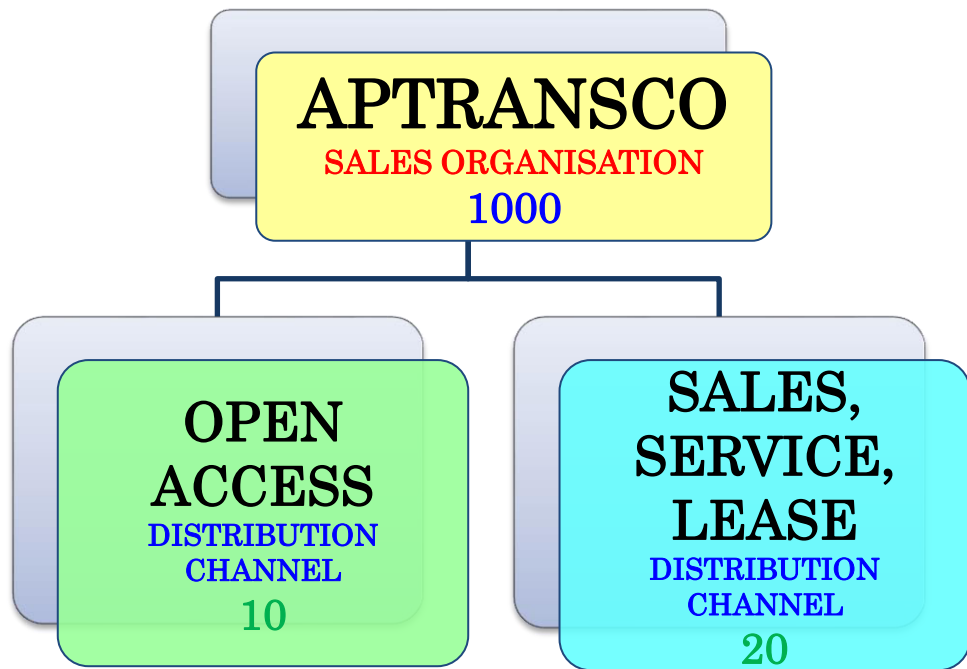 APTRANSCO
SALES ORGANISATION
1000
OPEN
ACCESS
DISTRIBUTION
CHANNEL
10
SALES,
SERVICE,
LEASE
DISTRIBUTION
CHANNEL
20